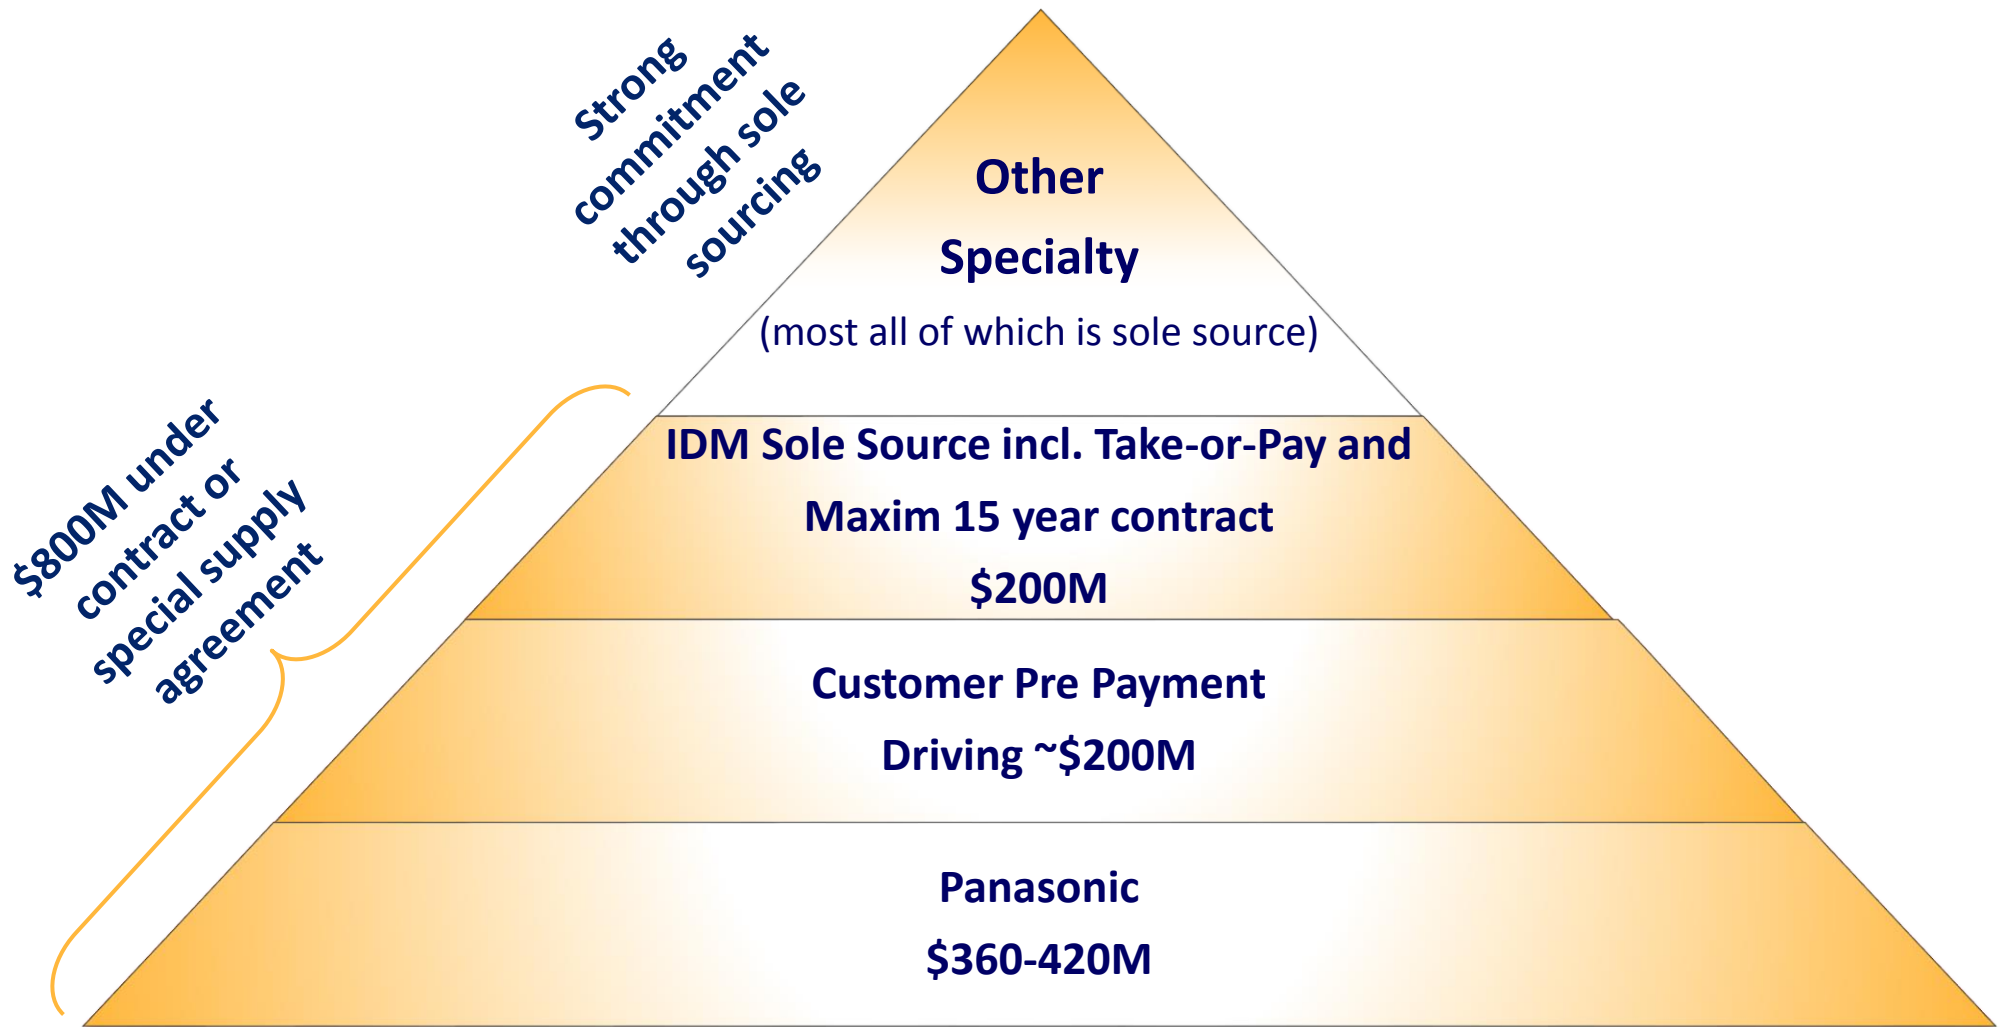 Strong
commitment
through sole
sourcing
Other
Specialty
(most all of which is sole source)
$800M under
contract or
special supply
agreement
IDM Sole Source incl. Take-or-Pay and
Maxim 15 year contract
$200M
Customer Pre Payment
Driving ~$200M
Panasonic
$360-420M